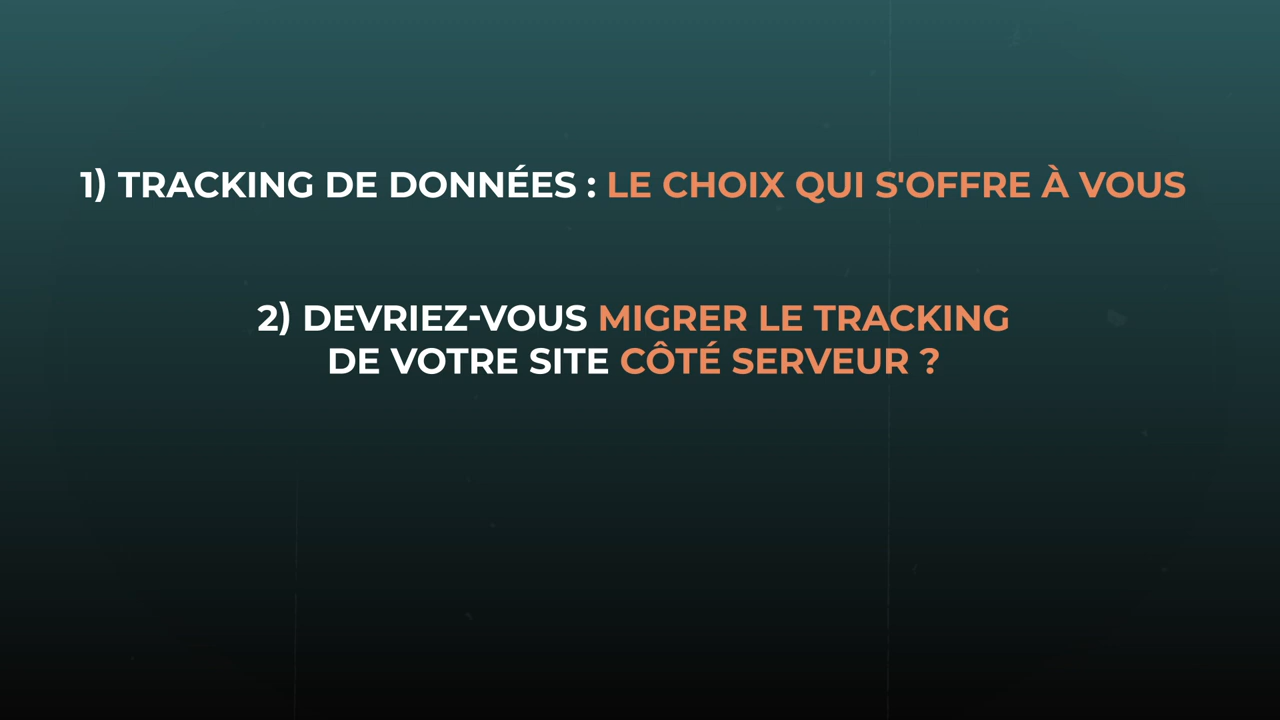 1) TRACKING DE DONNÉES : LE CHOIX QUI S'OFFRE À VOUS
2) DEVRIEZ-VOUS MIGRER LE TRACKING
DE VOTRE SITE CÔTÉ SERVEUR ?